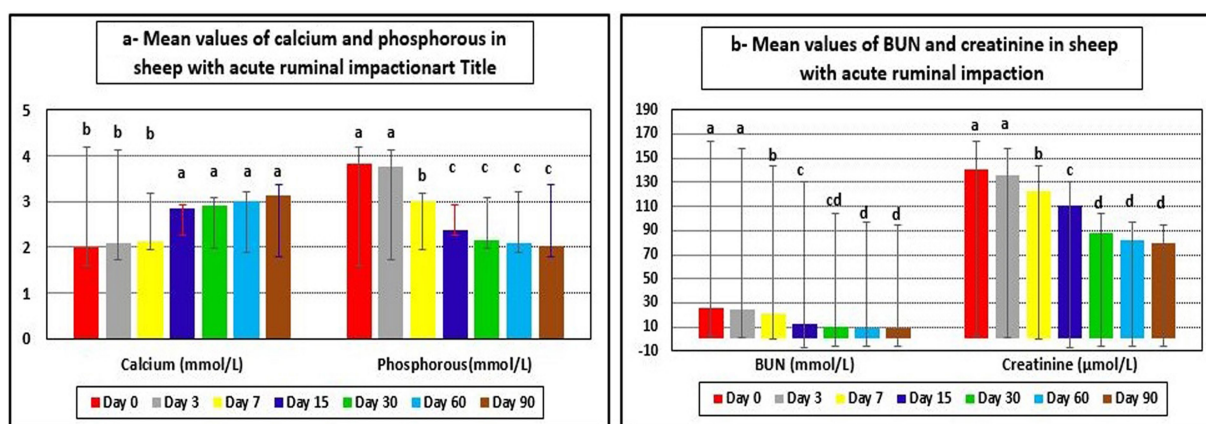 a- Mean values of calcium and phosphorous in
sheep with acute ruminal impactionart Title
5
4
3
2
1
0
b b b a a a a
a a b c c c c
Calcium (mmol/L) Phosphorous(mmol/L)
Day 0 Day 3 Day 7 Day 15 Day 30 Day 60 Day 90
b- Mean values of BUN and creatinine in sheep
with acute ruminal impaction
190
170
150
130
110
90
70
50
30
10
-10
a a b c cd d d
a a b c d d d
BUN (mmol/L) Creatinine (µmol/L)
Day 0 Day 3 Day 7 Day 15 Day 30 Day 60 Day 90